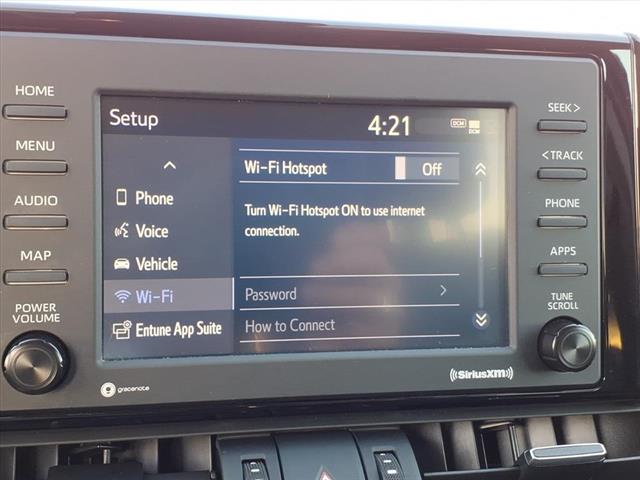 HOME
MENU
AUDIO
MAP
POWER
VOLUME
Setup
4:21
DCM
DCM
Phone
Voice
Vehicle
Wi-Fi
Entune App Suite
Wi-Fi Hotspot
Off
Turn Wi-Fi Hotspot ON to use internet
connection.
Password
How to Connect
SEEK >
< TRACK
PHONE
APPS
TUNE
SCROLL
gracenote
SiriusXM